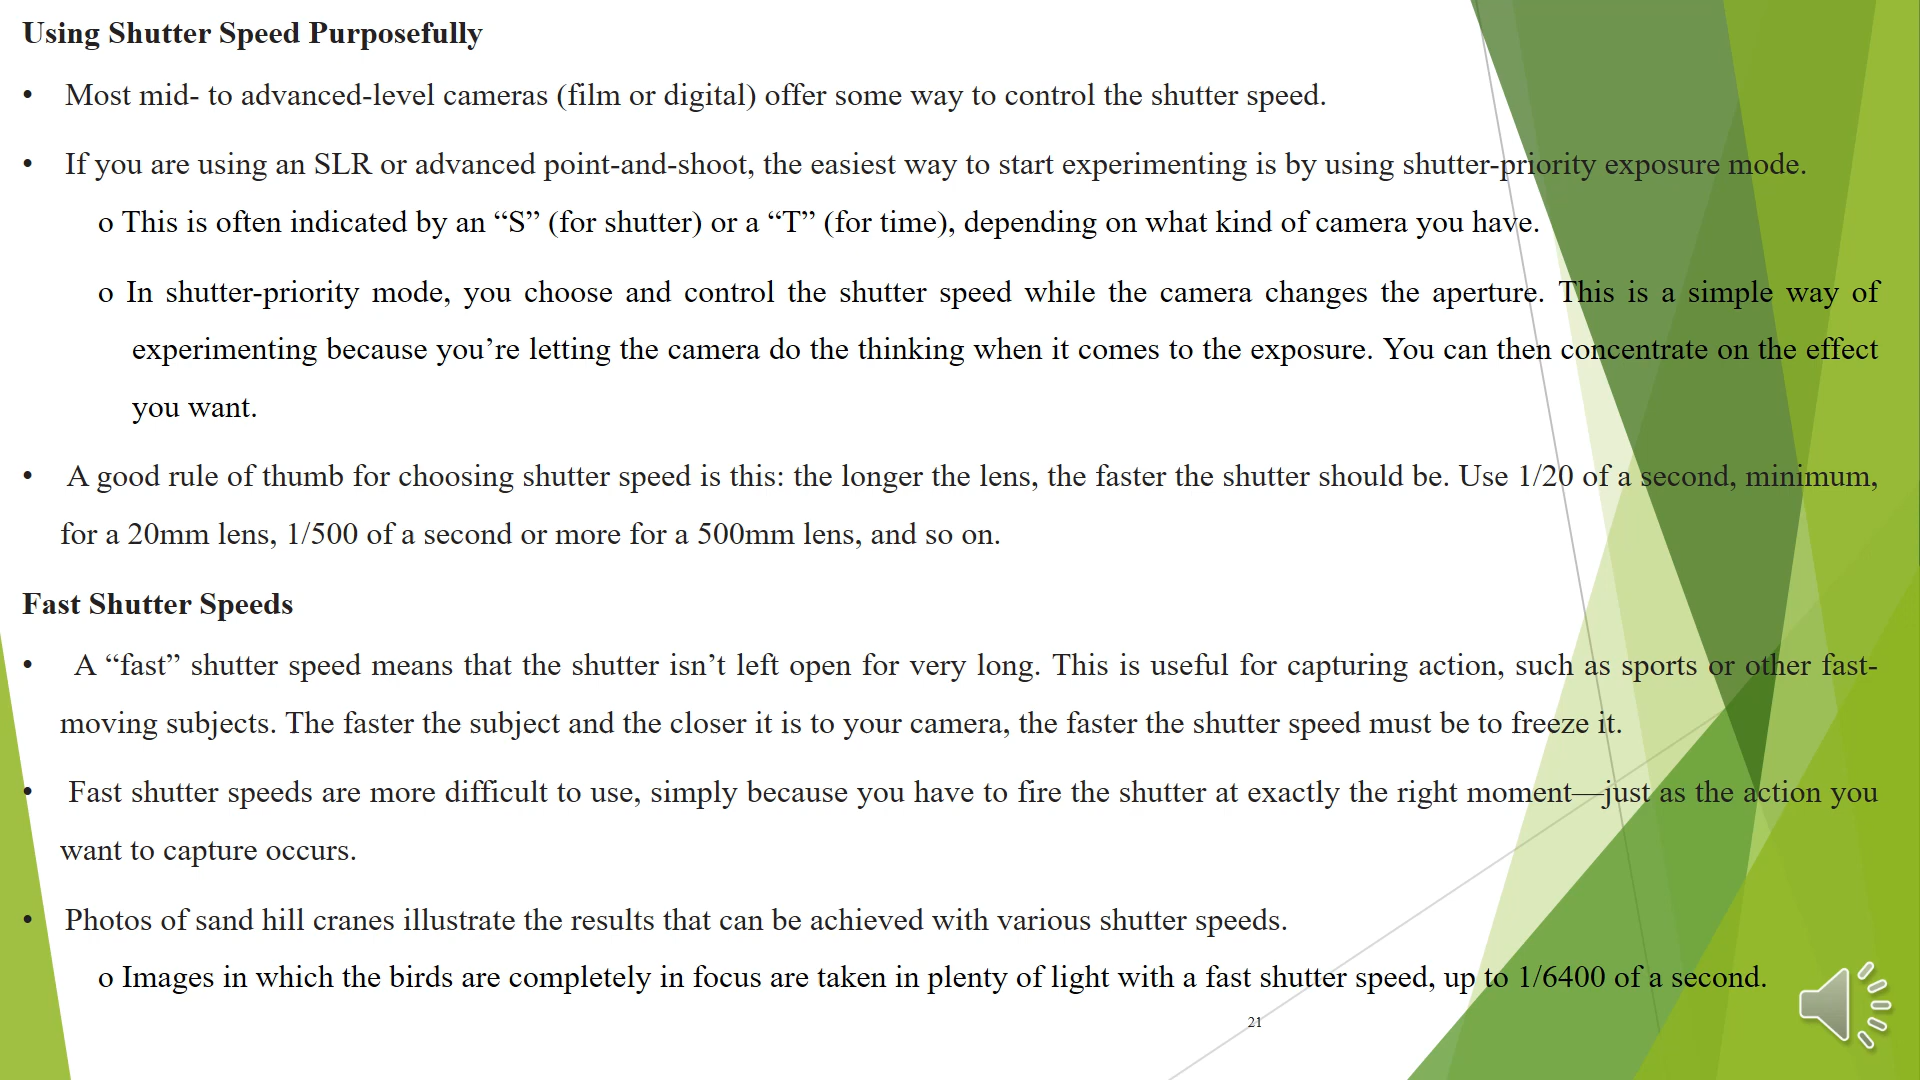 Using Shutter Speed Purposefully
• Most mid- to advanced-level cameras (film or digital) offer some way to control the shutter speed.
• If you are using an SLR or advanced point-and-shoot, the easiest way to start experimenting is by using shutter-priority exposure mode.
o This is often indicated by an “S” (for shutter) or a “T” (for time), depending on what kind of camera you have.
o In shutter-priority mode, you choose and control the shutter speed while the camera changes the aperture. This is a simple way of
experimenting because you’re letting the camera do the thinking when it comes to the exposure. You can then concentrate on the effect
you want.
• A good rule of thumb for choosing shutter speed is this: the longer the lens, the faster the shutter should be. Use 1/20 of a second, minimum,
for a 20mm lens, 1/500 of a second or more for a 500mm lens, and so on.
Fast Shutter Speeds
• A “fast” shutter speed means that the shutter isn’t left open for very long. This is useful for capturing action, such as sports or other fast-
moving subjects. The faster the subject and the closer it is to your camera, the faster the shutter speed must be to freeze it.
• Fast shutter speeds are more difficult to use, simply because you have to fire the shutter at exactly the right moment—just as the action you
want to capture occurs.
• Photos of sand hill cranes illustrate the results that can be achieved with various shutter speeds.
o Images in which the birds are completely in focus are taken in plenty of light with a fast shutter speed, up to 1/6400 of a second.
21